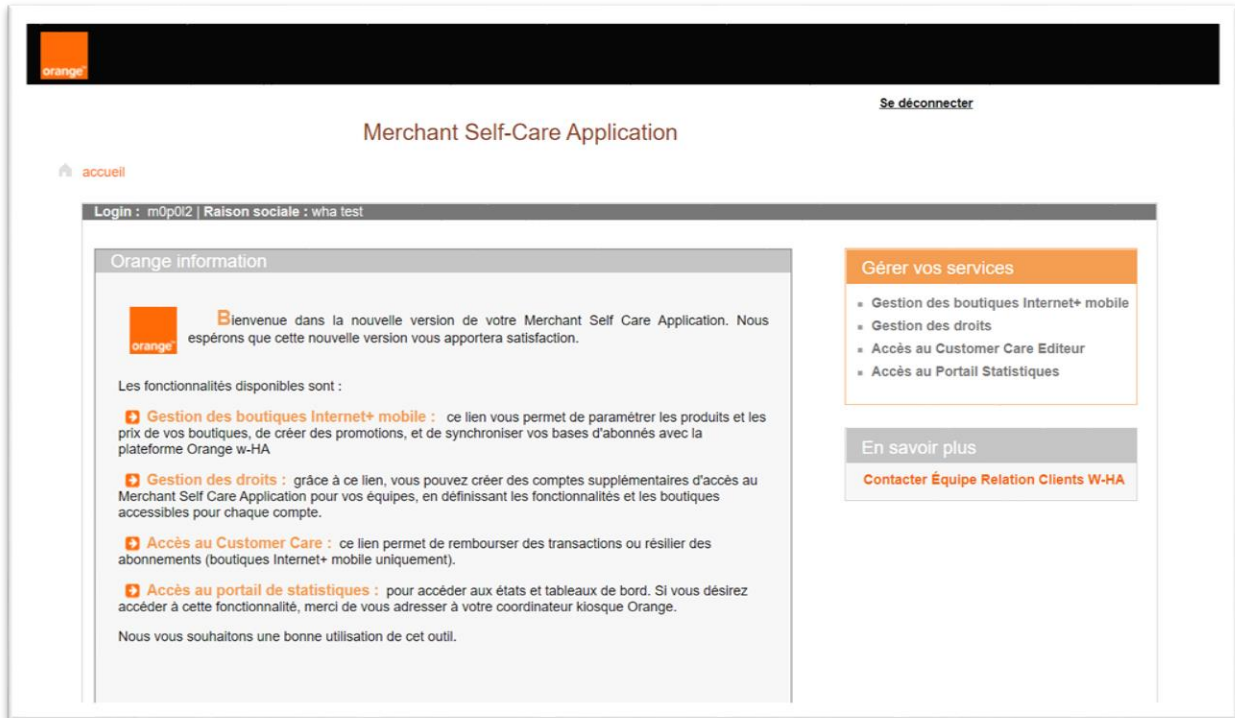 orange™
Se déconnecter
Merchant Self-Care Application
accueil
Login : m0p0l2 | Raison sociale : wha test
Orange information
orange™
Bienvenue dans la nouvelle version de votre Merchant Self Care Application. Nous
espérons que cette nouvelle version vous apportera satisfaction.
Les fonctionnalités disponibles sont :
Gestion des boutiques Internet+ mobile : ce lien vous permet de paramétrer les produits et les
prix de vos boutiques, de créer des promotions, et de synchroniser vos bases d'abonnés avec la
plateforme Orange w-HA
Gestion des droits : grâce à ce lien, vous pouvez créer des comptes supplémentaires d'accès au
Merchant Self Care Application pour vos équipes, en définissant les fonctionnalités et les boutiques
accessibles pour chaque compte.
Accès au Customer Care : ce lien permet de rembourser des transactions ou résilier des
abonnements (boutiques Internet+ mobile uniquement).
Accès au portail de statistiques : pour accéder aux états et tableaux de bord. Si vous désirez
accéder à cette fonctionnalité, merci de vous adresser à votre coordinateur kiosque Orange.
Nous vous souhaitons une bonne utilisation de cet outil.
Gérer vos services
Gestion des boutiques Internet+ mobile
Gestion des droits
Accès au Customer Care Editeur
Accès au Portail Statistiques
En savoir plus
Contacter Équipe Relation Clients W-HA